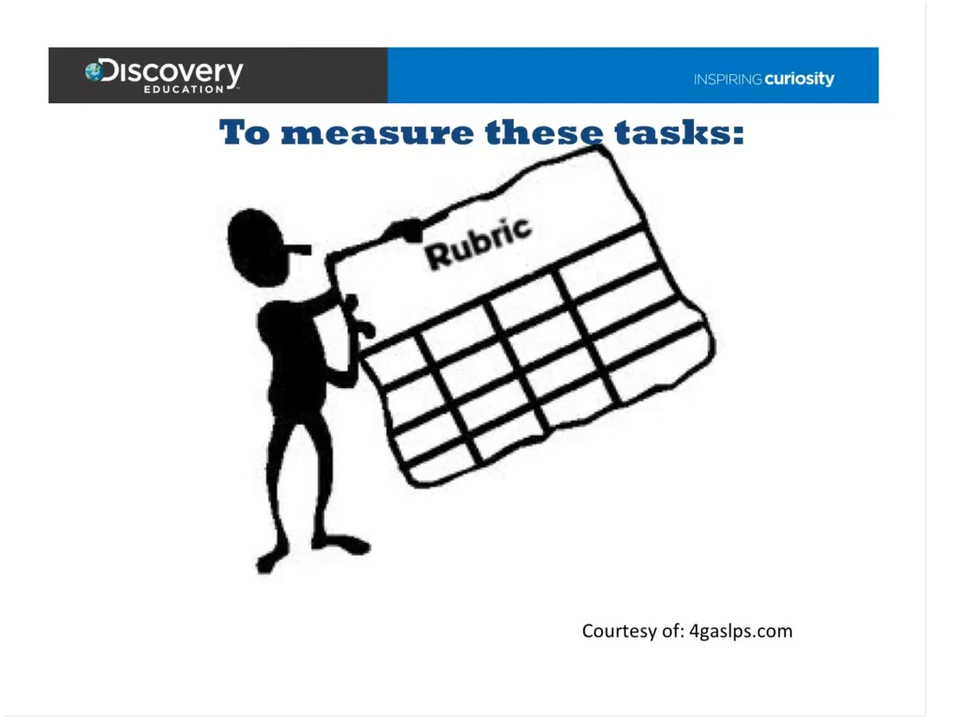 Discovery
EDUCATION
INSPIRING curiosity
To measure these tasks:
Rubric
Courtesy of: 4gaslps.com